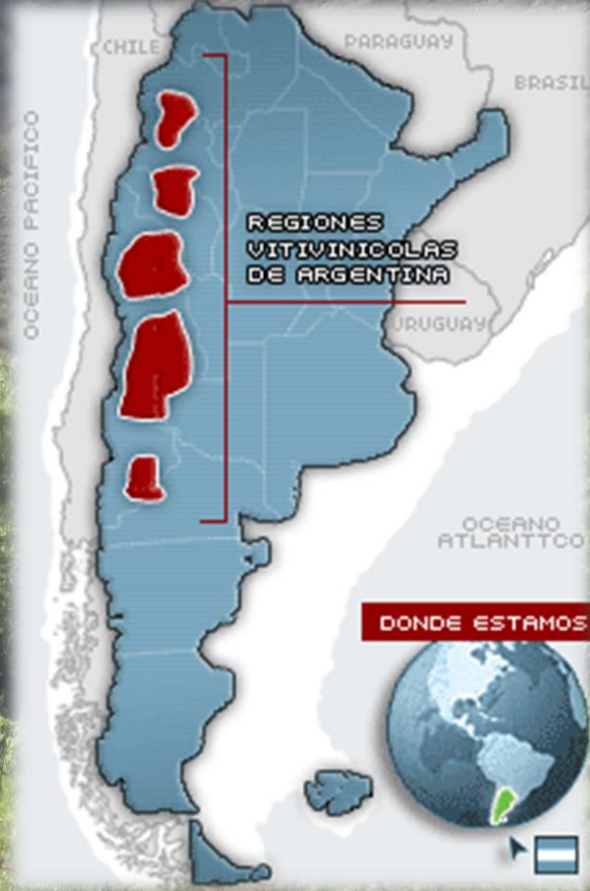 CHILE
PARAGUAY
BRASIL
OCEANO PACIFICO
REGIONES
VITIVINICOLAS
DE ARGENTINA
URUGUAY
OCEANO
ATLANTTCO
DONDE ESTAMOS